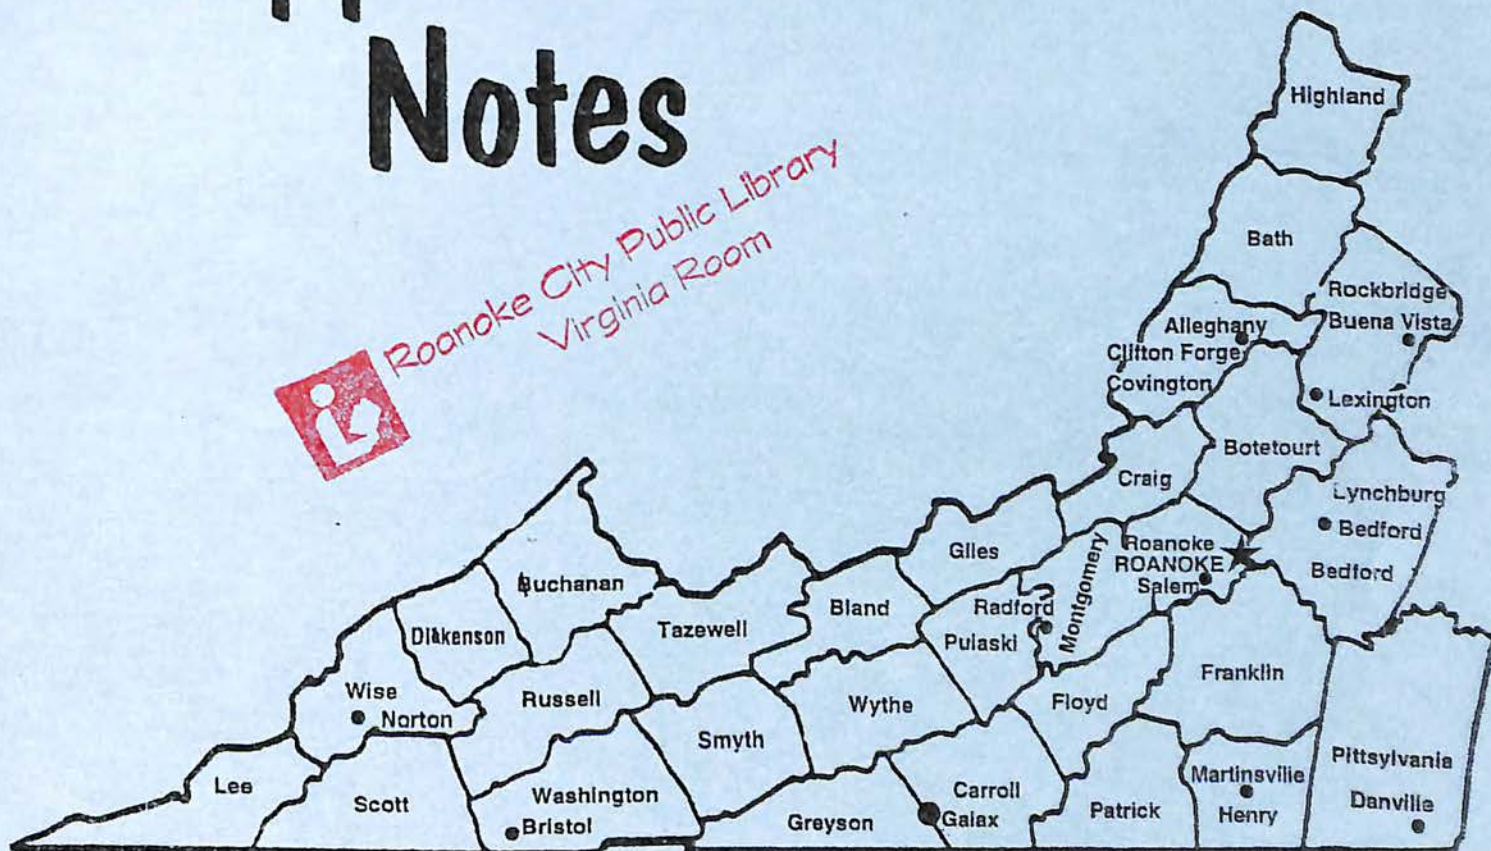 Notes
Roanoke City Public Library
Virginia Room
Highland
Bath
Rockbridge
Alleghany
Buena Vista
Clifton Forge
Covington
Lexington
Botetourt
Craig
Lynchburg
Bedford
Giles
Roanoke
ROANOKE
Bedford
Salem
Montgomery
Buchanan
Bland
Radford
Dickenson
Tazewell
Pulaski
Franklin
Wise
Norton
Russell
Wythe
Floyd
Smyth
Pittsylvania
Lee
Scott
Washington
Carroll
Martinsville
Bristol
Greyson
Galax
Patrick
Henry
Danville